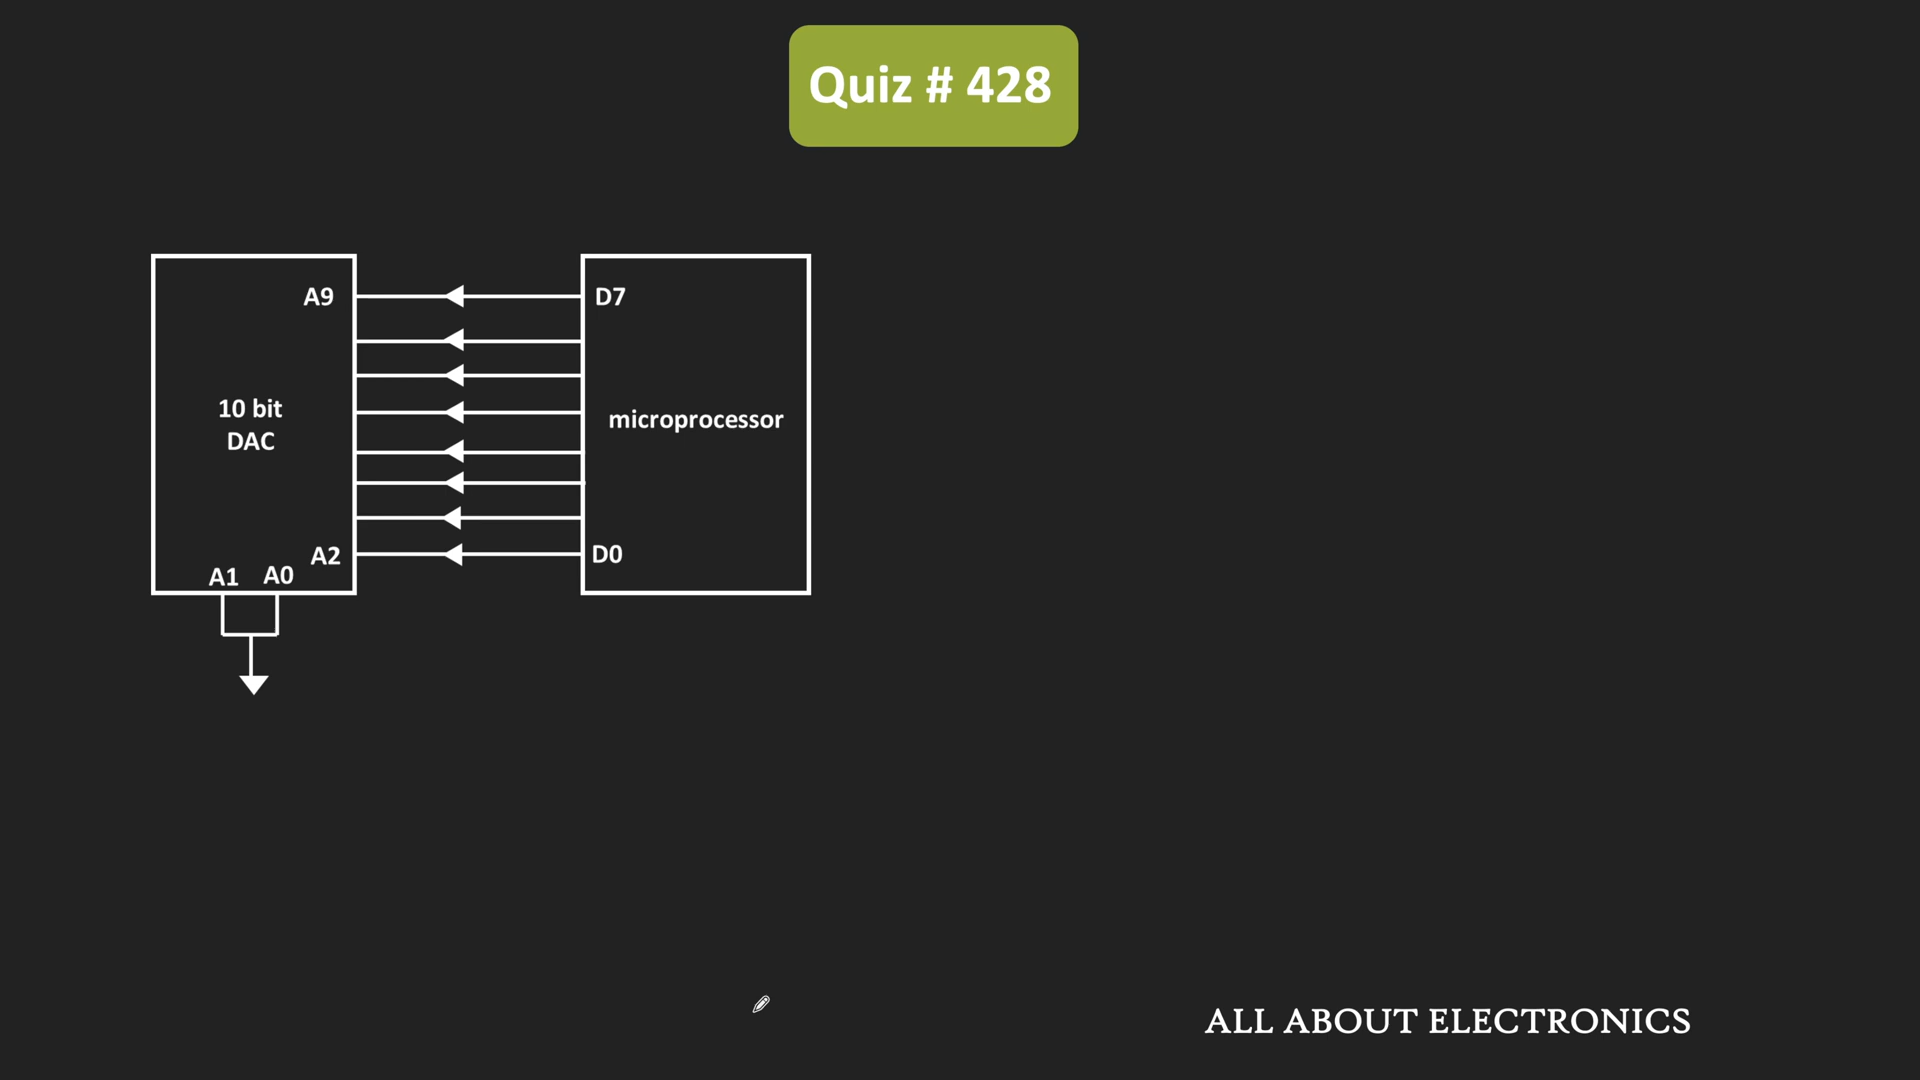 Quiz # 428
A9
D7
10 bit
DAC
microprocessor
A2
D0
A1
A0
ALL ABOUT ELECTRONICS